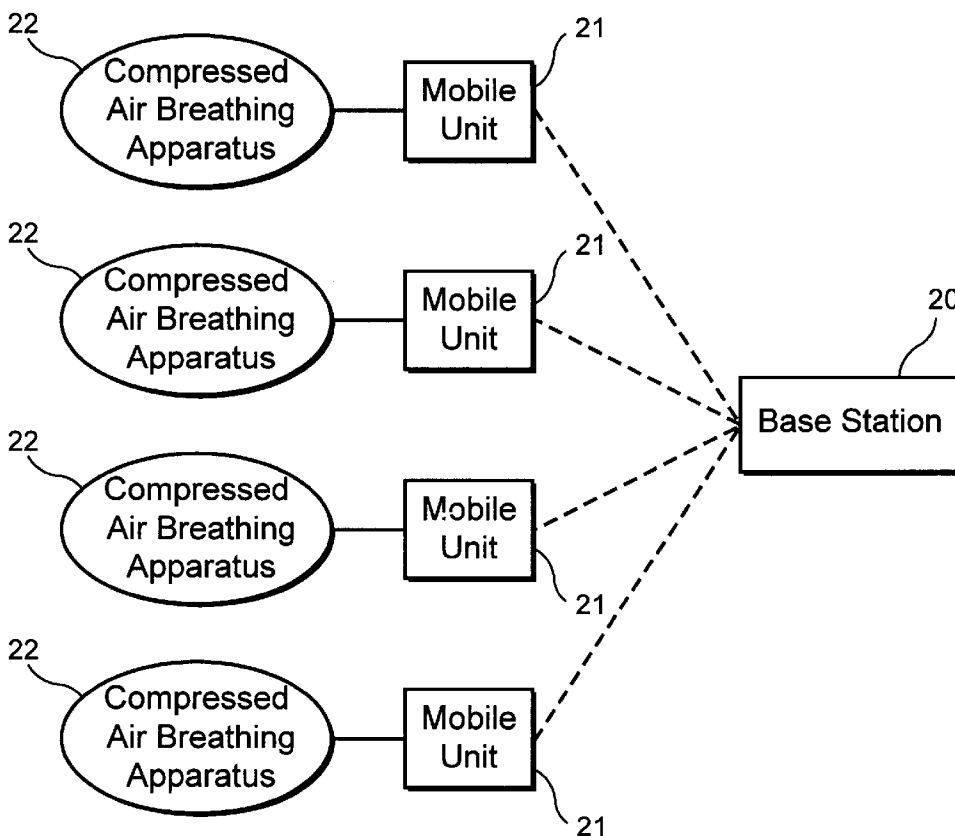 22
Compressed
Air Breathing
Apparatus
21
Mobile
Unit
22
Compressed
Air Breathing
Apparatus
21
Mobile
Unit
20
Base Station
22
Compressed
Air Breathing
Apparatus
Mobile
Unit
21
22
Compressed
Air Breathing
Apparatus
Mobile
Unit
21